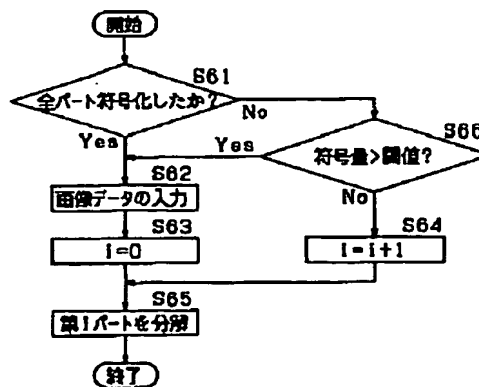 開始
S61
全パート符号化したか?
No
S66
Yes
Yes
符号量>閾値?
S62
No
画像データの入力
S63
S64
i=0
i=i+1
S65
第iパートを分解
終了